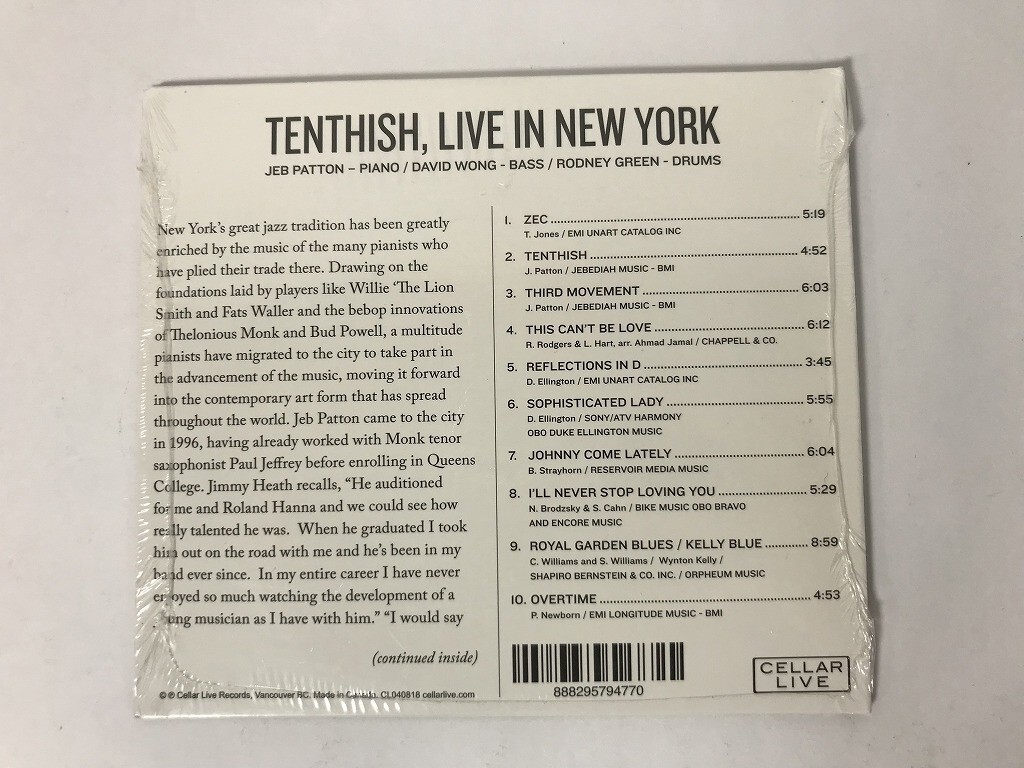 TENTHISH, LIVE IN NEW YORK
JEB PATTON – PIANO / DAVID WONG - BASS / RODNEY GREEN - DRUMS
New York's great jazz tradition has been greatly
enriched by the music of the many pianists who
have plied their trade there. Drawing on the
foundations laid by players like Willie 'The Lion
Smith and Fats Waller and the bebop innovations
of Thelonious Monk and Bud Powell, a multitude
pianists have migrated to the city to take part in
the advancement of the music, moving it forward
into the contemporary art form that has spread
throughout the world. Jeb Patton came to the city
in 1996, having already worked with Monk tenor
saxophonist Paul Jeffrey before enrolling in Queens
College. Jimmy Heath recalls, "He auditioned
for me and Roland Hanna and we could see how
really talented he was. When he graduated I took
him out on the road with me and he's been in my
band ever since. In my entire career I have never
enjoyed so much watching the development of a
young musician as I have with him." "I would say
(continued inside)
© ℗ Cellar Live Records, Vancouver BC. Made in Canada. CL040818 cellarlive.com
1. ZEC 5:19
T. Jones / EMI UNART CATALOG INC
2. TENTHISH 4:52
J. Patton / JEBEDIAH MUSIC - BMI
3. THIRD MOVEMENT 6:03
J. Patton / JEBEDIAH MUSIC - BMI
4. THIS CAN'T BE LOVE 6:12
R. Rodgers & L. Hart, arr. Ahmad Jamal / CHAPPELL & CO.
5. REFLECTIONS IN D 3:45
D. Ellington / EMI UNART CATALOG INC
6. SOPHISTICATED LADY 5:55
D. Ellington / SONY/ATV HARMONY
OBO DUKE ELLINGTON MUSIC
7. JOHNNY COME LATELY 6:04
B. Strayhorn / RESERVOIR MEDIA MUSIC
8. I'LL NEVER STOP LOVING YOU 5:29
N. Brodzsky & S. Cahn / BIKE MUSIC OBO BRAVO
AND ENCORE MUSIC
9. ROYAL GARDEN BLUES / KELLY BLUE 8:59
C. Williams and S. Williams / Wynton Kelly /
SHAPIRO BERNSTEIN & CO. INC. / ORPHEUM MUSIC
10. OVERTIME 4:53
P. Newborn / EMI LONGITUDE MUSIC - BMI
888295794770
CELLAR
LIVE